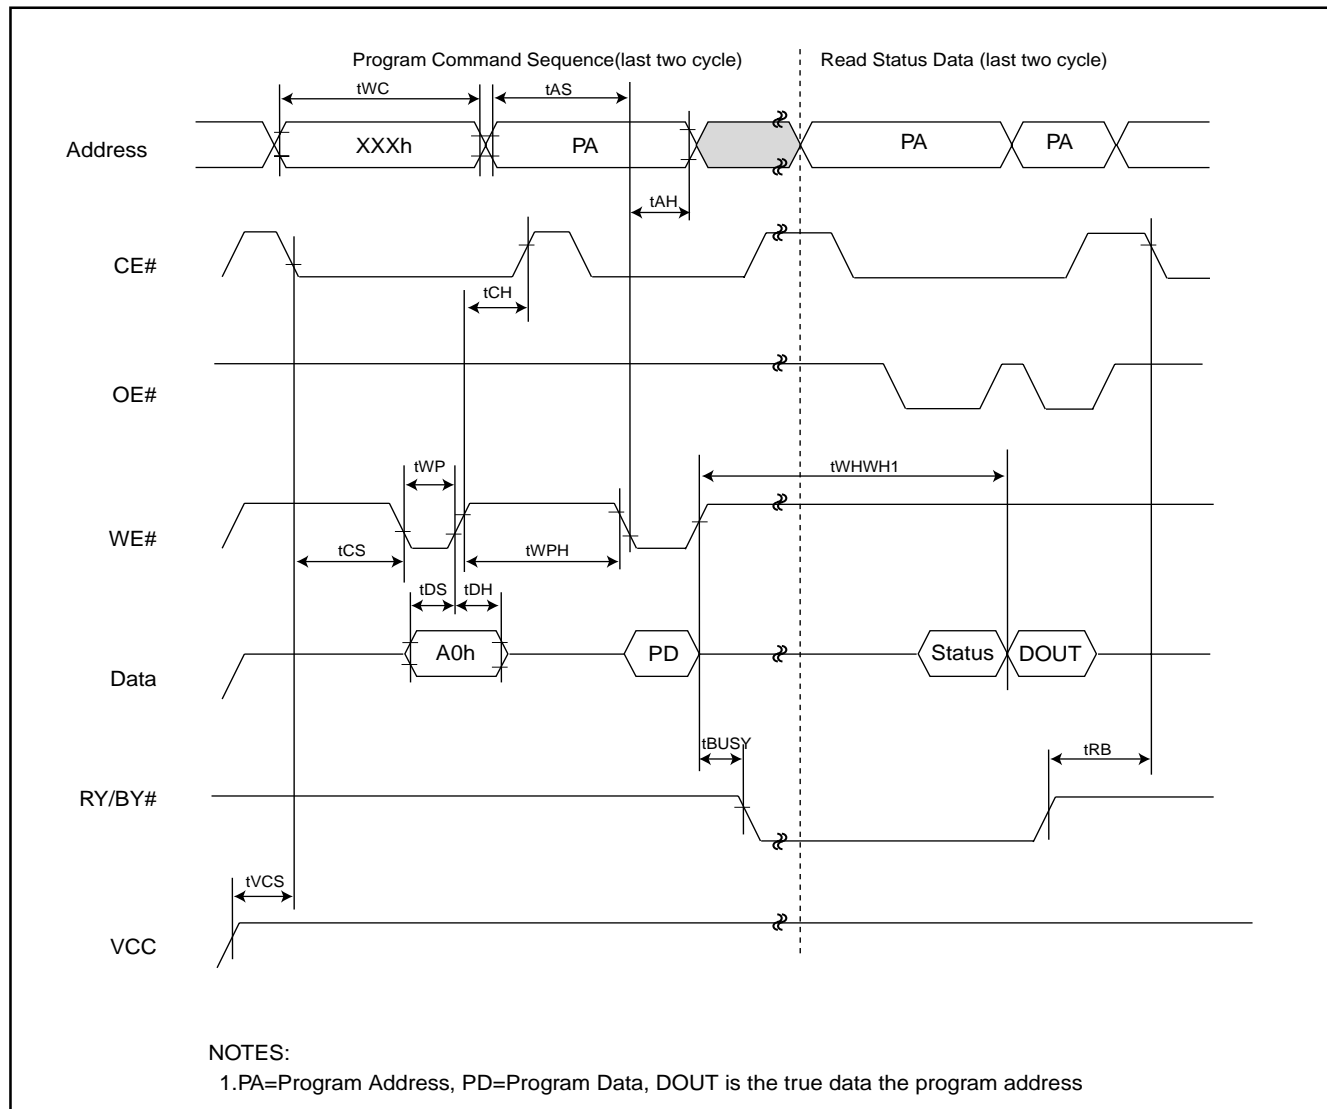 Program Command Sequence(last two cycle)
Read Status Data (last two cycle)
tWC
tAS
Address
XXXh
PA
PA
PA
tAH
CE#
tCH
OE#
tWP
tWHWH1
WE#
tCS
tWPH
tDS
tDH
A0h
PD
Status
DOUT
Data
tBUSY
tRB
RY/BY#
tVCS
VCC
NOTES:
1.PA=Program Address, PD=Program Data, DOUT is the true data the program address